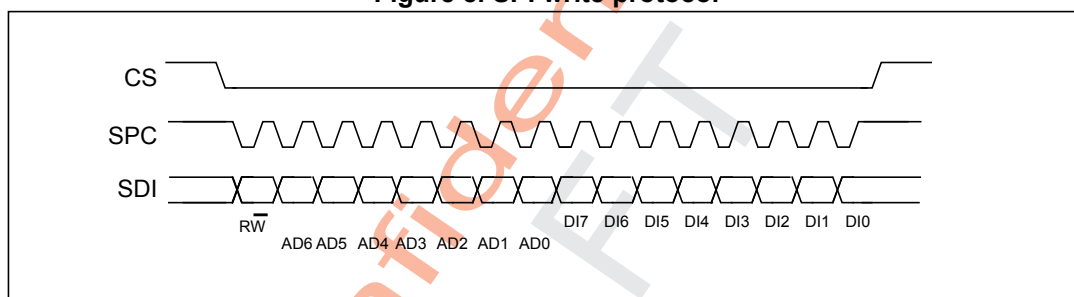 CS
SPC
SDI
RW̅
DI7 DI6 DI5 DI4 DI3 DI2 DI1 DI0
AD6 AD5 AD4 AD3 AD2 AD1 AD0